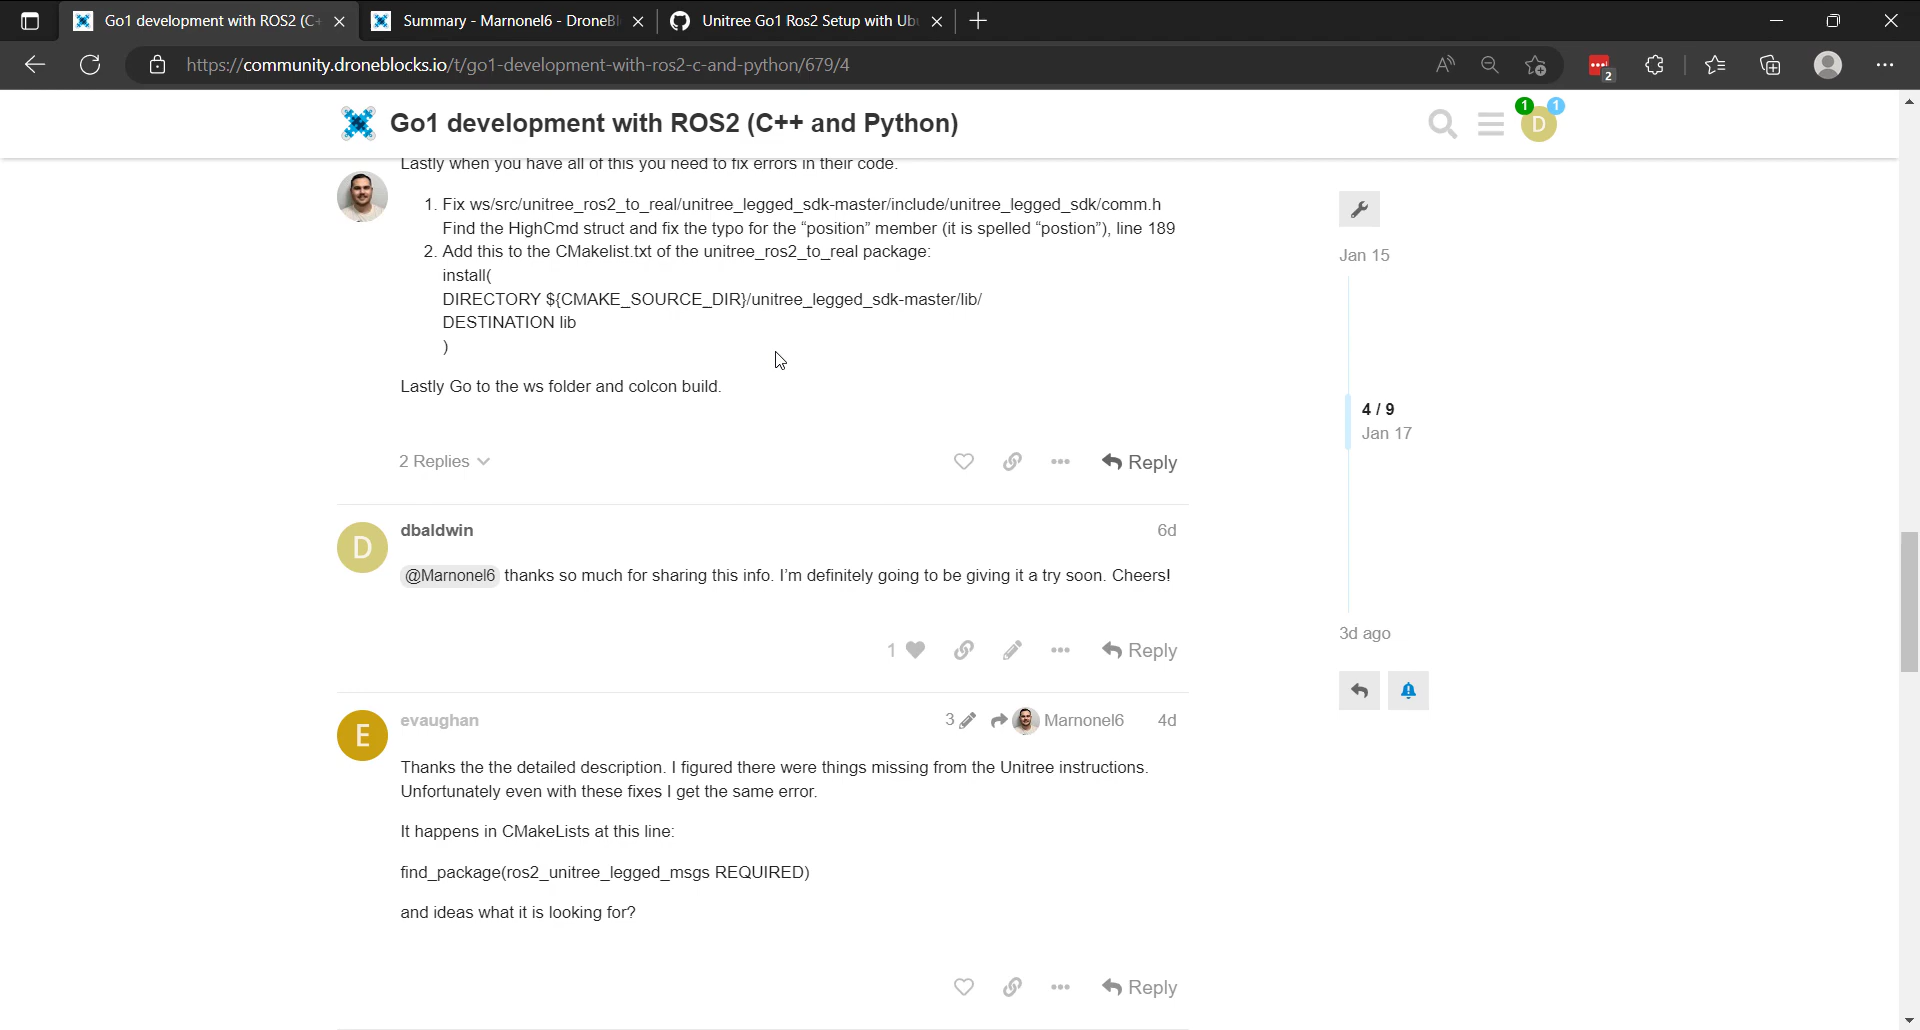 Go1 development with ROS2 (C+
Summary - Marnonel6 - DroneBl
Unitree Go1 Ros2 Setup with Ub
https://community.droneblocks.io/t/go1-development-with-ros2-c-and-python/679/4
2
Go1 development with ROS2 (C++ and Python)
1
1
D
Lastly when you have all of this you need to fix errors in their code.
1. Fix ws/src/unitree_ros2_to_real/unitree_legged_sdk-master/include/unitree_legged_sdk/comm.h
Find the HighCmd struct and fix the typo for the “position” member (it is spelled “postion”), line 189
2. Add this to the CMakelist.txt of the unitree_ros2_to_real package:
install(
DIRECTORY ${CMAKE_SOURCE_DIR}/unitree_legged_sdk-master/lib/
DESTINATION lib
)
Lastly Go to the ws folder and colcon build.
2 Replies
Reply
Jan 15
4 / 9
Jan 17
3d ago
D
dbaldwin
6d
@Marnonel6 thanks so much for sharing this info. I’m definitely going to be giving it a try soon. Cheers!
1
Reply
E
evaughan
3
Marnonel6
4d
Thanks the the detailed description. I figured there were things missing from the Unitree instructions.
Unfortunately even with these fixes I get the same error.
It happens in CMakeLists at this line:
find_package(ros2_unitree_legged_msgs REQUIRED)
and ideas what it is looking for?
Reply